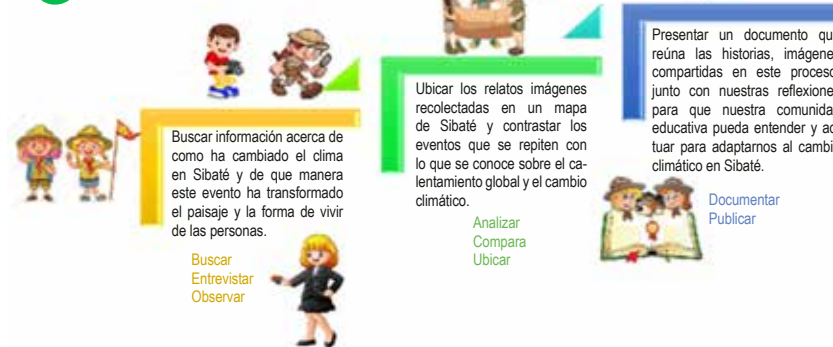 Buscar información acerca de
como ha cambiado el clima
en Sibaté y de que manera
este evento ha transformado
el paisaje y la forma de vivir
de las personas.
Buscar
Entrevistar
Observar
Ubicar los relatos imágenes
recolectadas en un mapa
de Sibaté y contrastar los
eventos que se repiten con
lo que se conoce sobre el ca-
lentamiento global y el cambio
climático.
Analizar
Compara
Ubicar
Presentar un documento qu
reúna las historias, imágene
compartidas en este proceso
junto con nuestras reflexione
para que nuestra comunida
educativa pueda entender y ac
tuar para adaptarnos al cambi
climático en Sibaté.
Documentar
Publicar